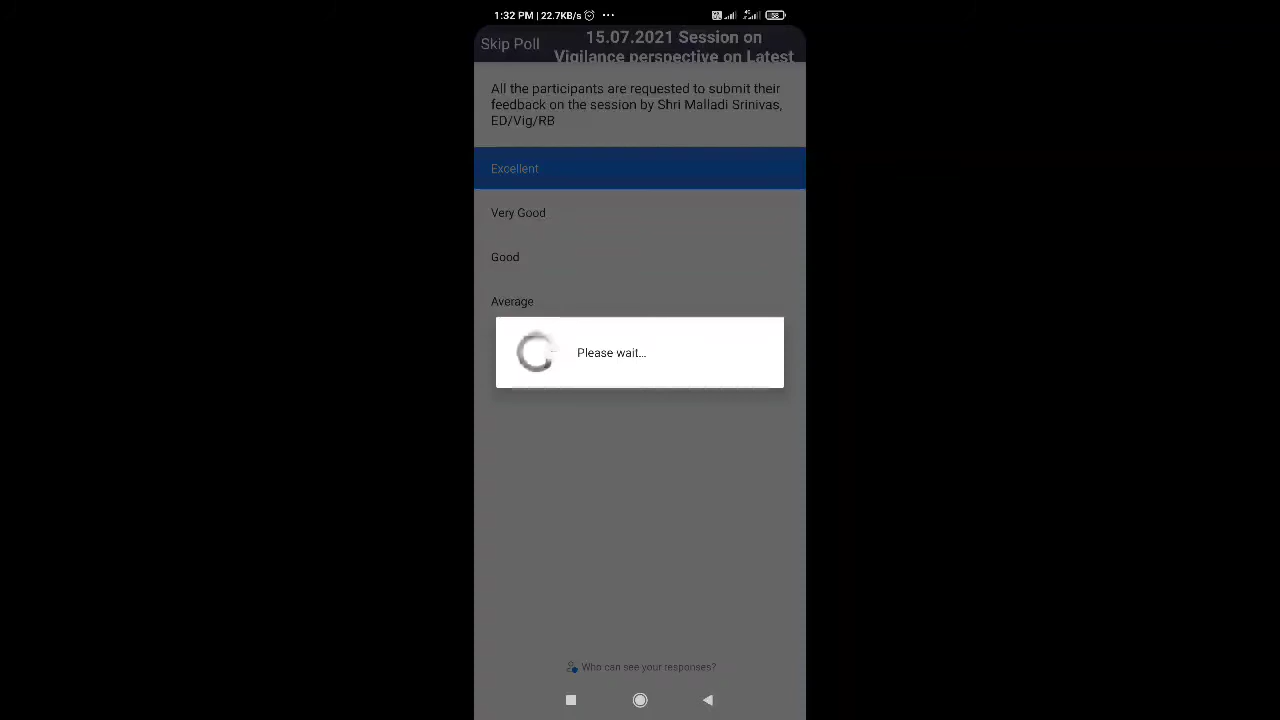 1:32 PM | 22.7KB/s ...
58
Skip Poll
15.07.2021 Session on
Vigilance perspective on Latest
All the participants are requested to submit their
feedback on the session by Shri Malladi Srinivas,
ED/Vig/RB
Excellent
Very Good
Good
Average
Please wait...
Who can see your responses?